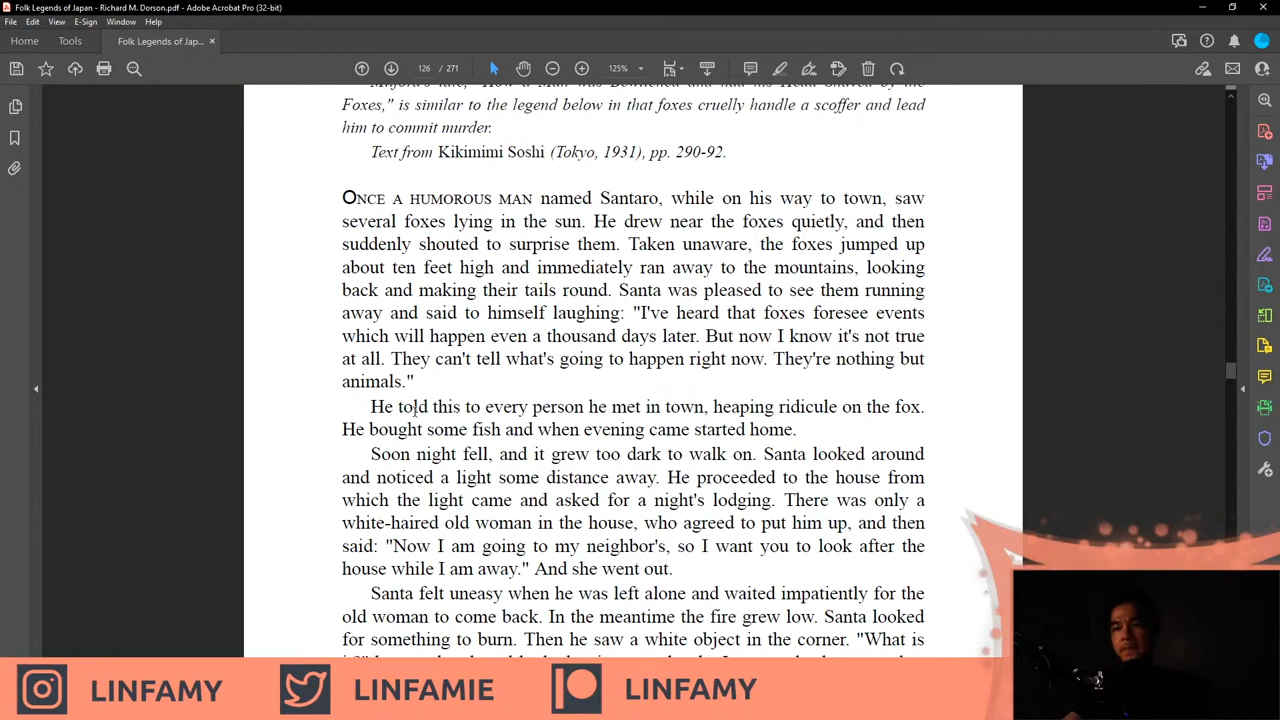 Folk Legends of Japan - Richard M. Dorson.pdf - Adobe Acrobat Pro (32-bit)
File Edit View E-Sign Window Help
Home Tools Folk Legends of Jap... ×
126 / 271 125%
Foxes," is similar to the legend below in that foxes cruelly handle a scoffer and lead
him to commit murder.
Text from Kikimimi Soshi (Tokyo, 1931), pp. 290-92.
ONCE A HUMOROUS MAN named Santaro, while on his way to town, saw
several foxes lying in the sun. He drew near the foxes quietly, and then
suddenly shouted to surprise them. Taken unaware, the foxes jumped up
about ten feet high and immediately ran away to the mountains, looking
back and making their tails round. Santa was pleased to see them running
away and said to himself laughing: "I've heard that foxes foresee events
which will happen even a thousand days later. But now I know it's not true
at all. They can't tell what's going to happen right now. They're nothing but
animals."
He told this to every person he met in town, heaping ridicule on the fox.
He bought some fish and when evening came started home.
Soon night fell, and it grew too dark to walk on. Santa looked around
and noticed a light some distance away. He proceeded to the house from
which the light came and asked for a night's lodging. There was only a
white-haired old woman in the house, who agreed to put him up, and then
said: "Now I am going to my neighbor's, so I want you to look after the
house while I am away." And she went out.
Santa felt uneasy when he was left alone and waited impatiently for the
old woman to come back. In the meantime the fire grew low. Santa looked
for something to burn. Then he saw a white object in the corner. "What is
LINFAMY LINFAMIE LINFAMY